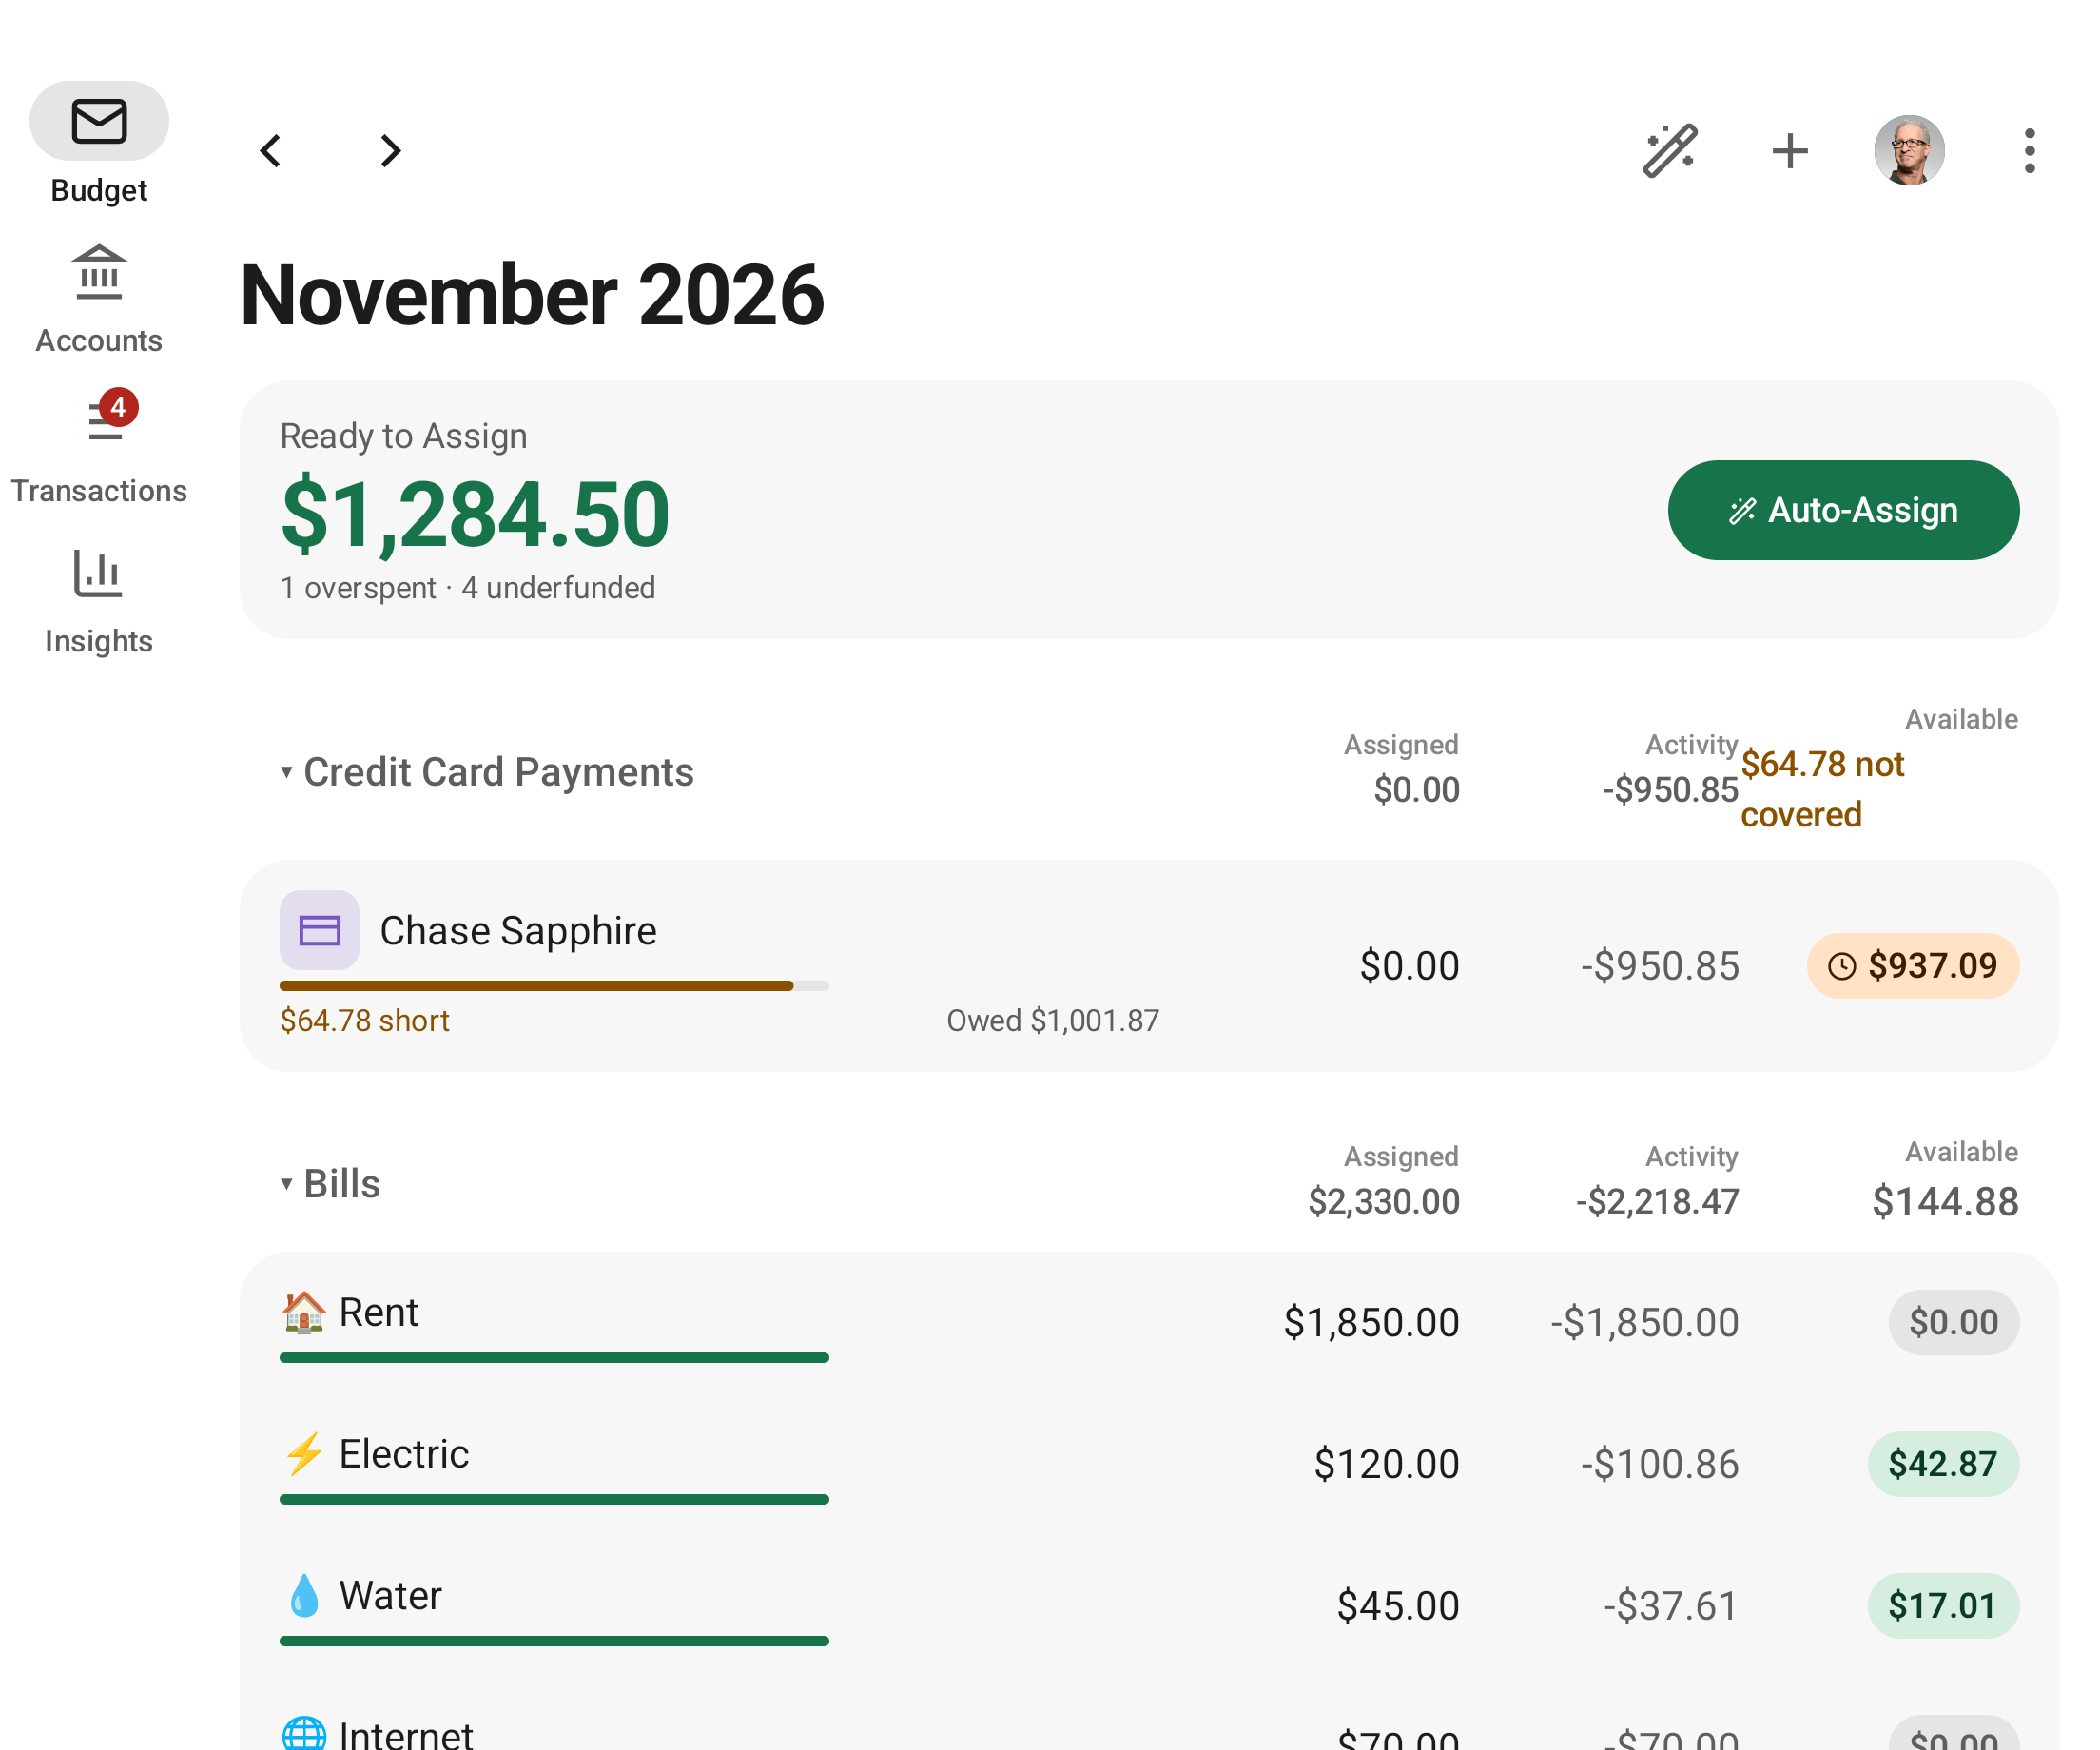 Budget
Accounts
4
Transactions
Insights
November 2026
Ready to Assign
$1,284.50
1 overspent · 4 underfunded
Auto-Assign
▾ Credit Card Payments
Assigned
$0.00
Activity
-$950.85
Available
$64.78 not
covered
Chase Sapphire
$64.78 short
Owed $1,001.87
$0.00
-$950.85
$937.09
▾ Bills
Assigned
$2,330.00
Activity
-$2,218.47
Available
$144.88
Rent
$1,850.00
-$1,850.00
$0.00
Electric
$120.00
-$100.86
$42.87
Water
$45.00
-$37.61
$17.01
Internet
$70.00
-$70.00
$0.00